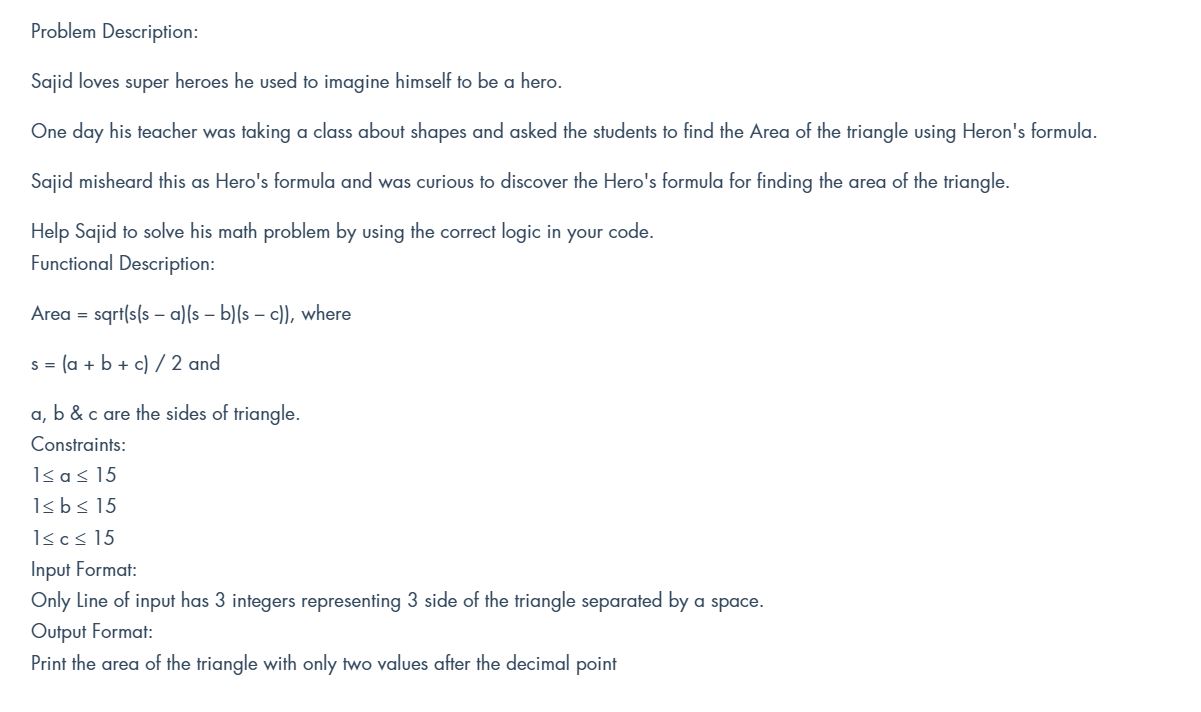 Problem Description:
Sajid loves super heroes he used to imagine himself to be a hero.
One day his teacher was taking a class about shapes and asked the students to find the Area of the triangle using Heron's formula.
Sajid misheard this as Hero's formula and was curious to discover the Hero's formula for finding the area of the triangle.
Help Sajid to solve his math problem by using the correct logic in your code.
Functional Description:
Area = sqrt(s(s – a)(s – b)(s – c)), where
s = (a + b + c) / 2 and
a, b & c are the sides of triangle.
Constraints:
1≤ a ≤ 15
1≤ b ≤ 15
1≤ c ≤ 15
Input Format:
Only Line of input has 3 integers representing 3 side of the triangle separated by a space.
Output Format:
Print the area of the triangle with only two values after the decimal point